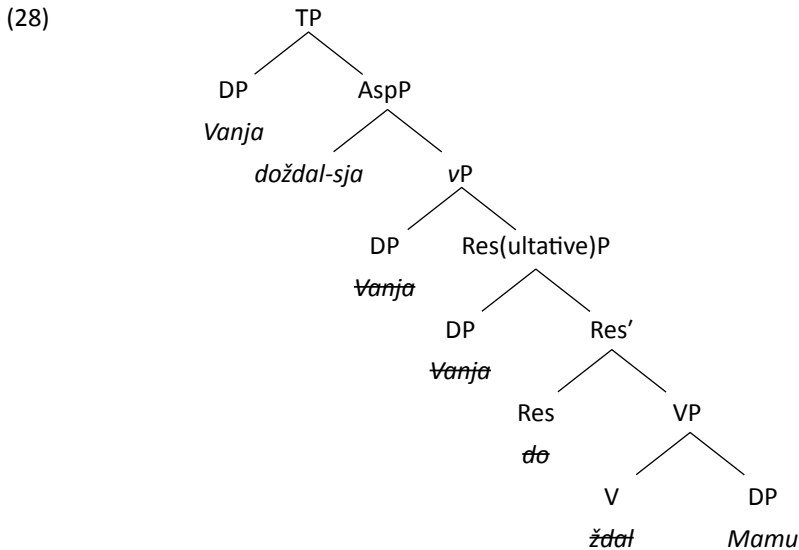 (28) TP
DP AspP
Vanja
doždal-sja vP
DP Res(ultative)P
Vanja
DP Res’
Vanja
Res VP
do
V DP
ždal Mamu